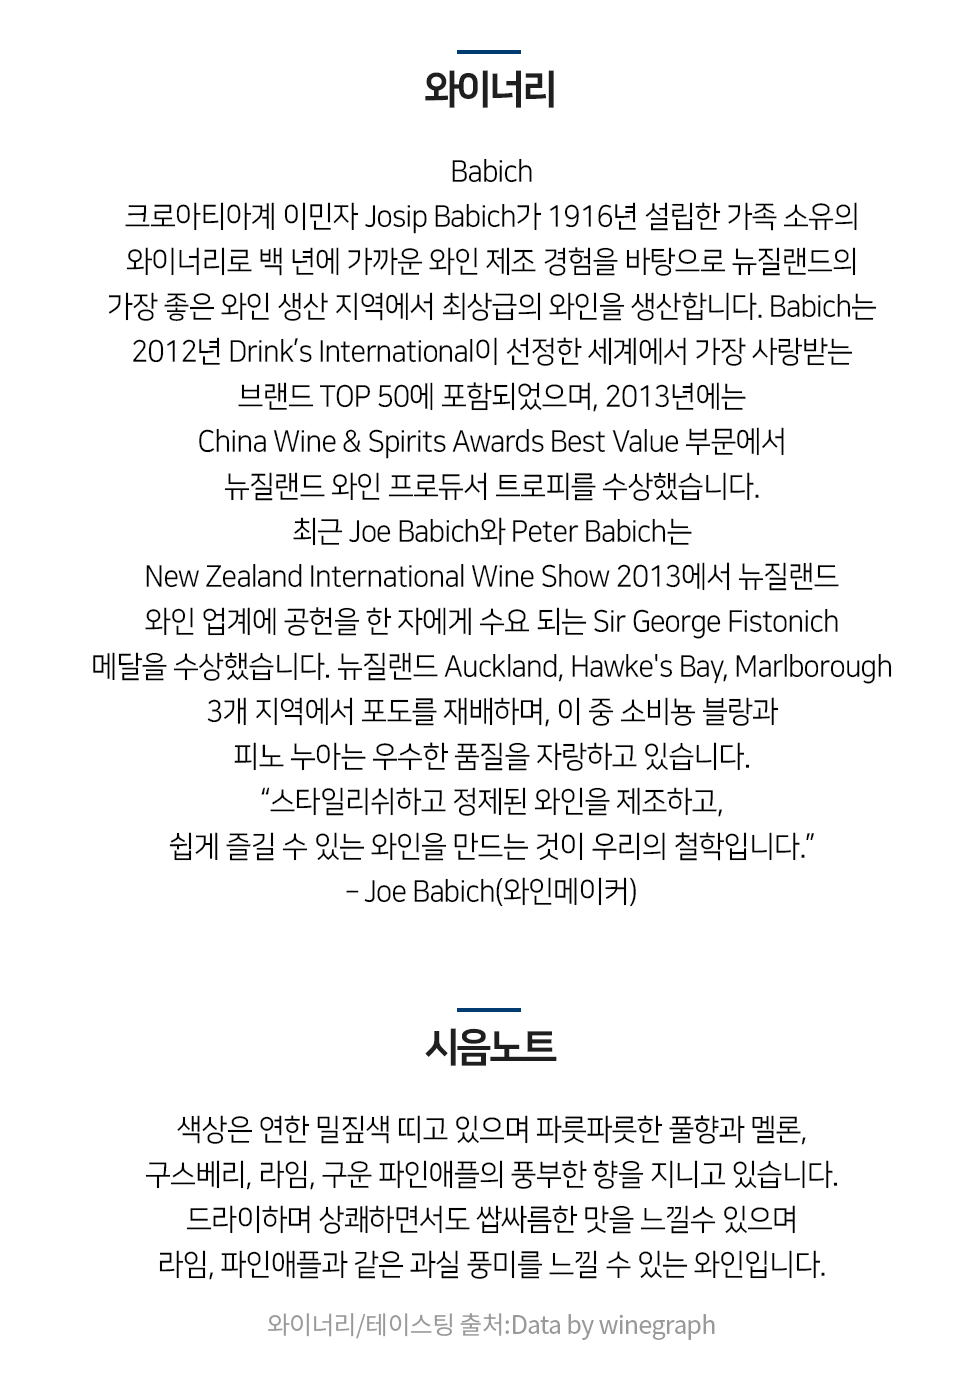 와이너리
Babich
크로아티아계 이민자 Josip Babich가 1916년 설립한 가족 소유의
와이너리로 백 년에 가까운 와인 제조 경험을 바탕으로 뉴질랜드의
가장 좋은 와인 생산 지역에서 최상급의 와인을 생산합니다. Babich는
2012년 Drink’s International이 선정한 세계에서 가장 사랑받는
브랜드 TOP 50에 포함되었으며, 2013년에는
China Wine & Spirits Awards Best Value 부문에서
뉴질랜드 와인 프로듀서 트로피를 수상했습니다.
최근 Joe Babich와 Peter Babich는
New Zealand International Wine Show 2013에서 뉴질랜드
와인 업계에 공헌을 한 자에게 수요 되는 Sir George Fistonich
메달을 수상했습니다. 뉴질랜드 Auckland, Hawke's Bay, Marlborough
3개 지역에서 포도를 재배하며, 이 중 소비뇽 블랑과
피노 누아는 우수한 품질을 자랑하고 있습니다.
“스타일리쉬하고 정제된 와인을 제조하고,
쉽게 즐길 수 있는 와인을 만드는 것이 우리의 철학입니다.”
– Joe Babich(와인메이커)
시음노트
색상은 연한 밀짚색 띠고 있으며 파릇파릇한 풀향과 멜론,
구스베리, 라임, 구운 파인애플의 풍부한 향을 지니고 있습니다.
드라이하며 상쾌하면서도 쌉싸름한 맛을 느낄수 있으며
라임, 파인애플과 같은 과실 풍미를 느낄 수 있는 와인입니다.
와이너리/테이스팅 출처:Data by winegraph